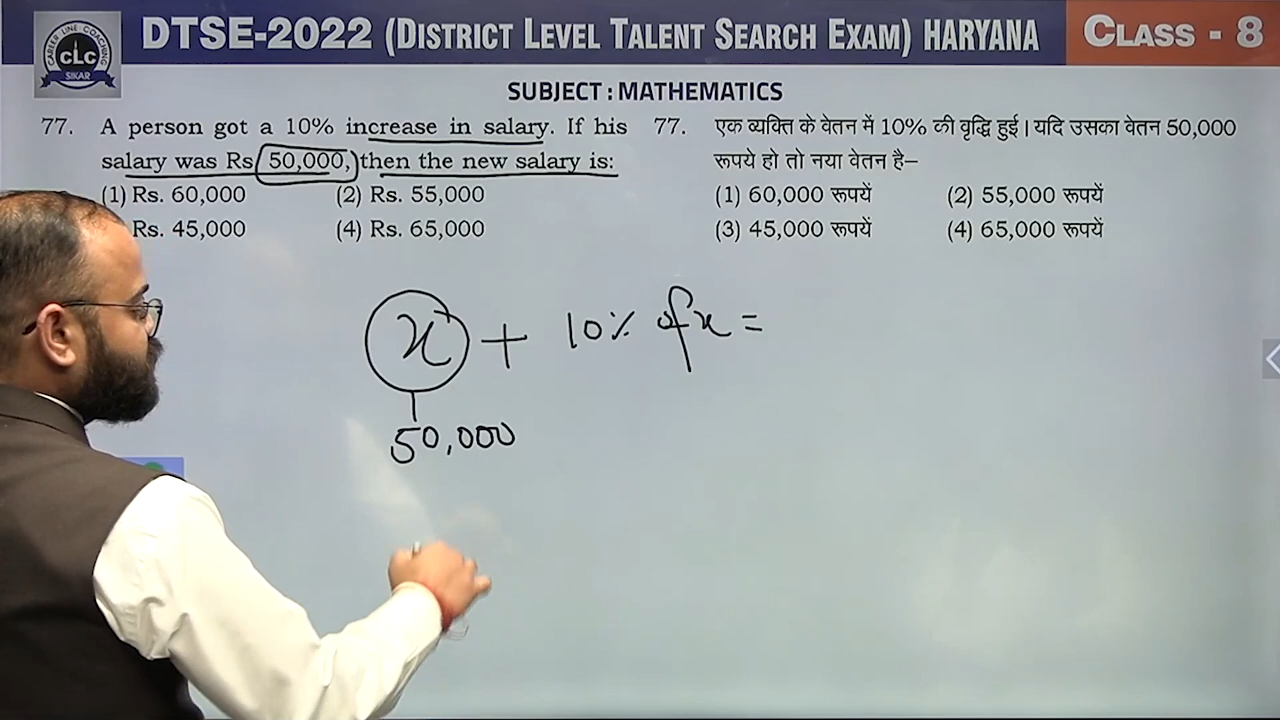 CAREER LINE COACHING
CLC
SIKAR
DTSE-2022 (DISTRICT LEVEL TALENT SEARCH EXAM) HARYANA
CLASS - 8
SUBJECT : MATHEMATICS
77. A person got a 10% increase in salary. If his
salary was Rs 50,000, then the new salary is:
(1) Rs. 60,000 (2) Rs. 55,000
Rs. 45,000 (4) Rs. 65,000
77. एक व्यक्ति के वेतन में 10% की वृद्धि हुई। यदि उसका वेतन 50,000
रूपये हो तो नया वेतन है–
(1) 60,000 रूपयें (2) 55,000 रूपयें
(3) 45,000 रूपयें (4) 65,000 रूपयें
x + 10% of x =
50,000